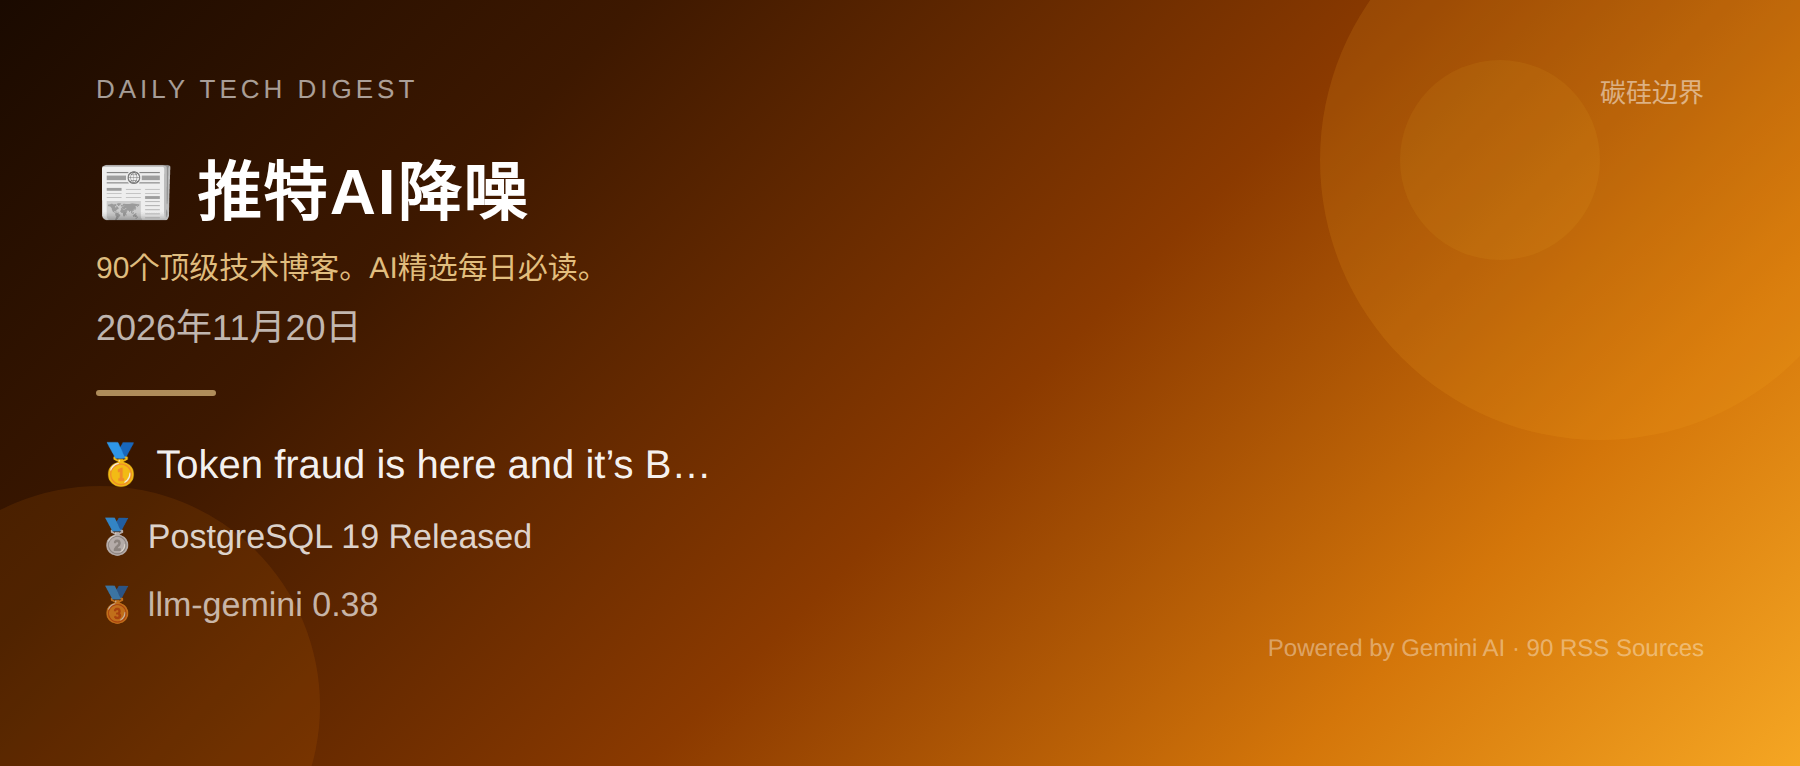 DAILY TECH DIGEST
碳硅边界
推特AI降噪
90个顶级技术博客。AI精选每日必读。
2026年11月20日
Token fraud is here and it’s B…
PostgreSQL 19 Released
llm-gemini 0.38
Powered by Gemini AI · 90 RSS Sources